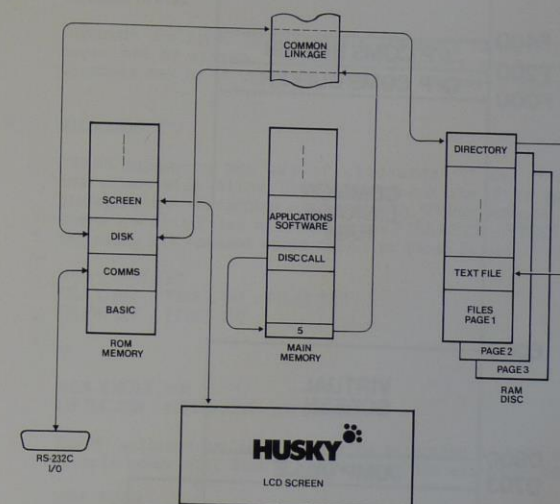 COMMON
LINKAGE
SCREEN
DISK
COMMS
BASIC
ROM
MEMORY
APPLICATIONS
SOFTWARE
DISC CALL
5
MAIN
MEMORY
DIRECTORY
TEXT FILE
FILES
PAGE 1
PAGE 2
PAGE 3
RAM
DISC
RS-232C
I/O
HUSKY
LCD SCREEN